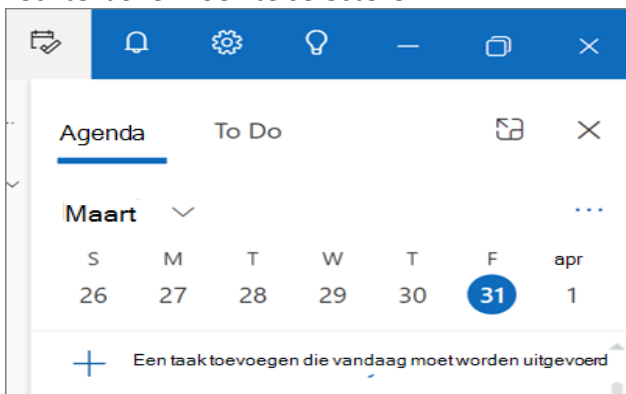 Agenda To Do
Maart
S M T W T F apr
26 27 28 29 30 31 1
Een taak toevoegen die vandaag moet worden uitgevoerd